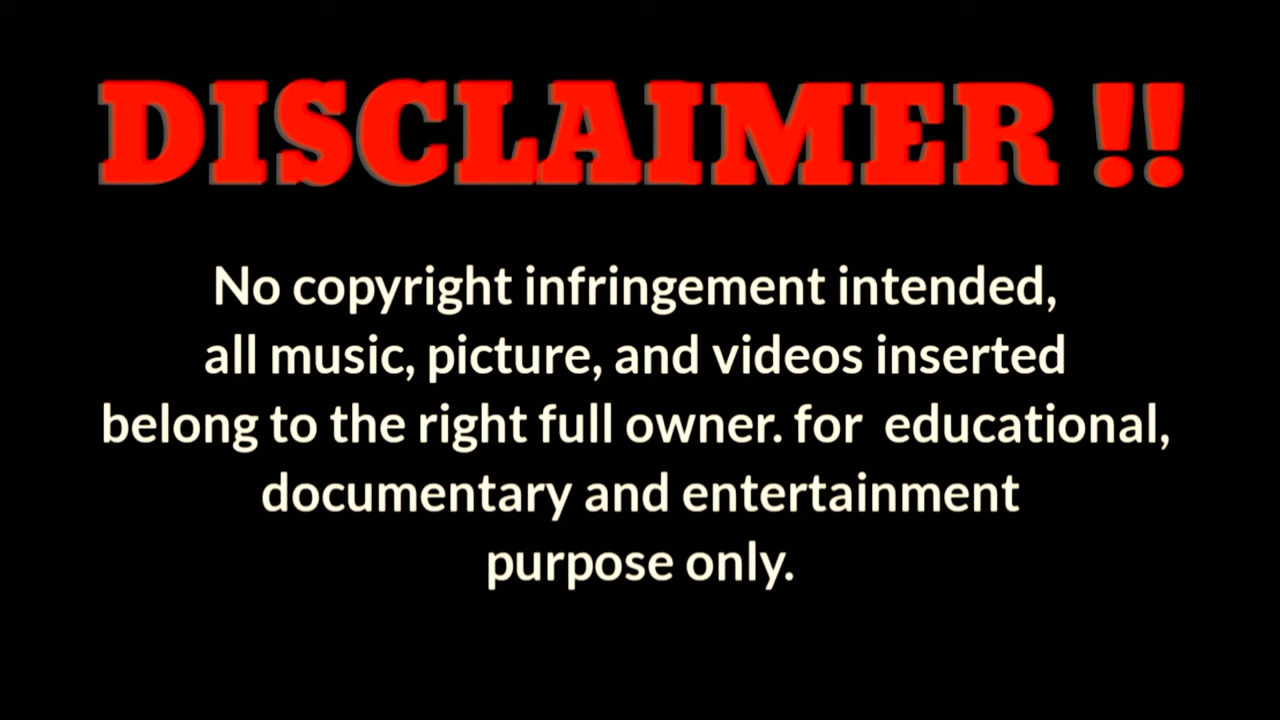 DISCLAIMER !!
No copyright infringement intended,
all music, picture, and videos inserted
belong to the right full owner. for  educational,
documentary and entertainment
purpose only.